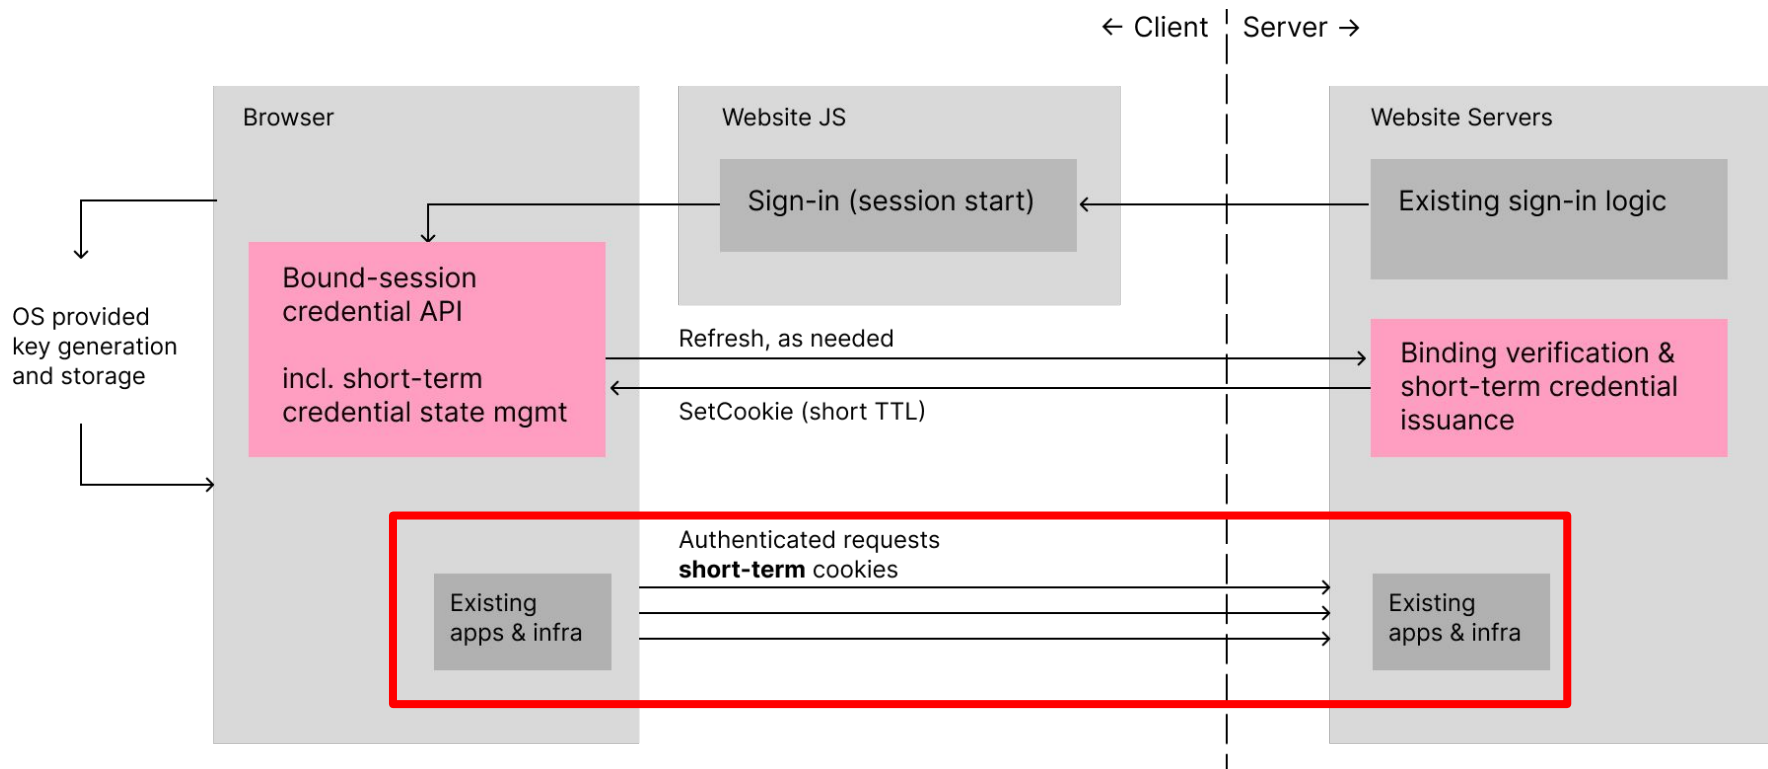 ← Client
Server →
Browser
Website JS
Website Servers
Sign-in (session start)
Existing sign-in logic
Bound-session
credential API
incl. short-term
credential state mgmt
OS provided
key generation
and storage
Refresh, as needed
SetCookie (short TTL)
Binding verification &
short-term credential
issuance
Authenticated requests
short-term cookies
Existing
apps & infra
Existing
apps & infra